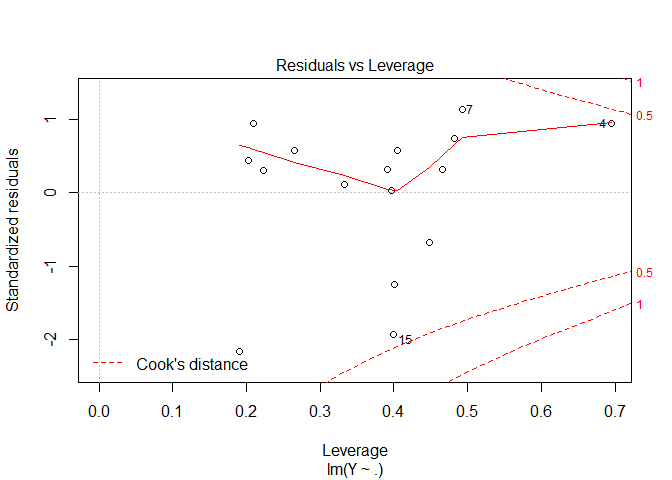 Residuals vs Leverage
Standardized residuals
1
0
-1
-2
1
0.5
0.5
1
7
4
15
Cook's distance
0.0 0.1 0.2 0.3 0.4 0.5 0.6 0.7
Leverage
lm(Y ~ .)